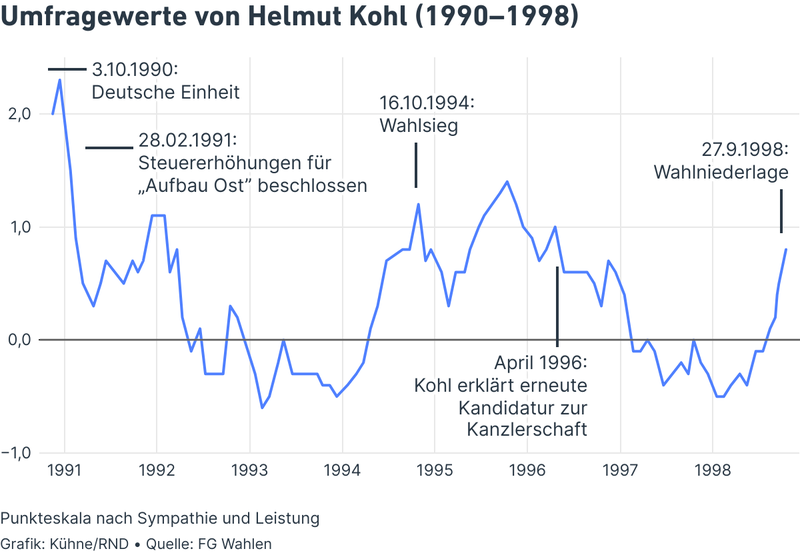 Umfragewerte von Helmut Kohl (1990–1998)
3.10.1990:
Deutsche Einheit
28.02.1991:
Steuererhöhungen für
„Aufbau Ost” beschlossen
16.10.1994:
Wahlsieg
27.9.1998:
Wahlniederlage
April 1996:
Kohl erklärt erneute
Kandidatur zur
Kanzlerschaft
2,0
1,0
0,0
−1,0
1991 1992 1993 1994 1995 1996 1997 1998
Punkteskala nach Sympathie und Leistung
Grafik: Kühne/RND • Quelle: FG Wahlen